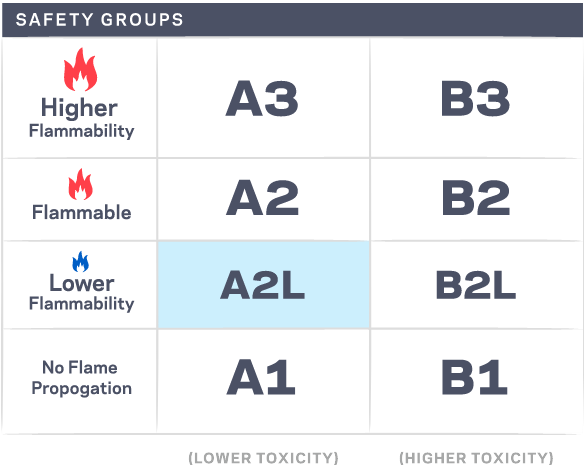 SAFETY GROUPS
Higher
Flammability
A3
B3
Flammable
A2
B2
Lower
Flammability
A2L
B2L
No Flame
Propogation
A1
B1
(LOWER TOXICITY)
(HIGHER TOXICITY)